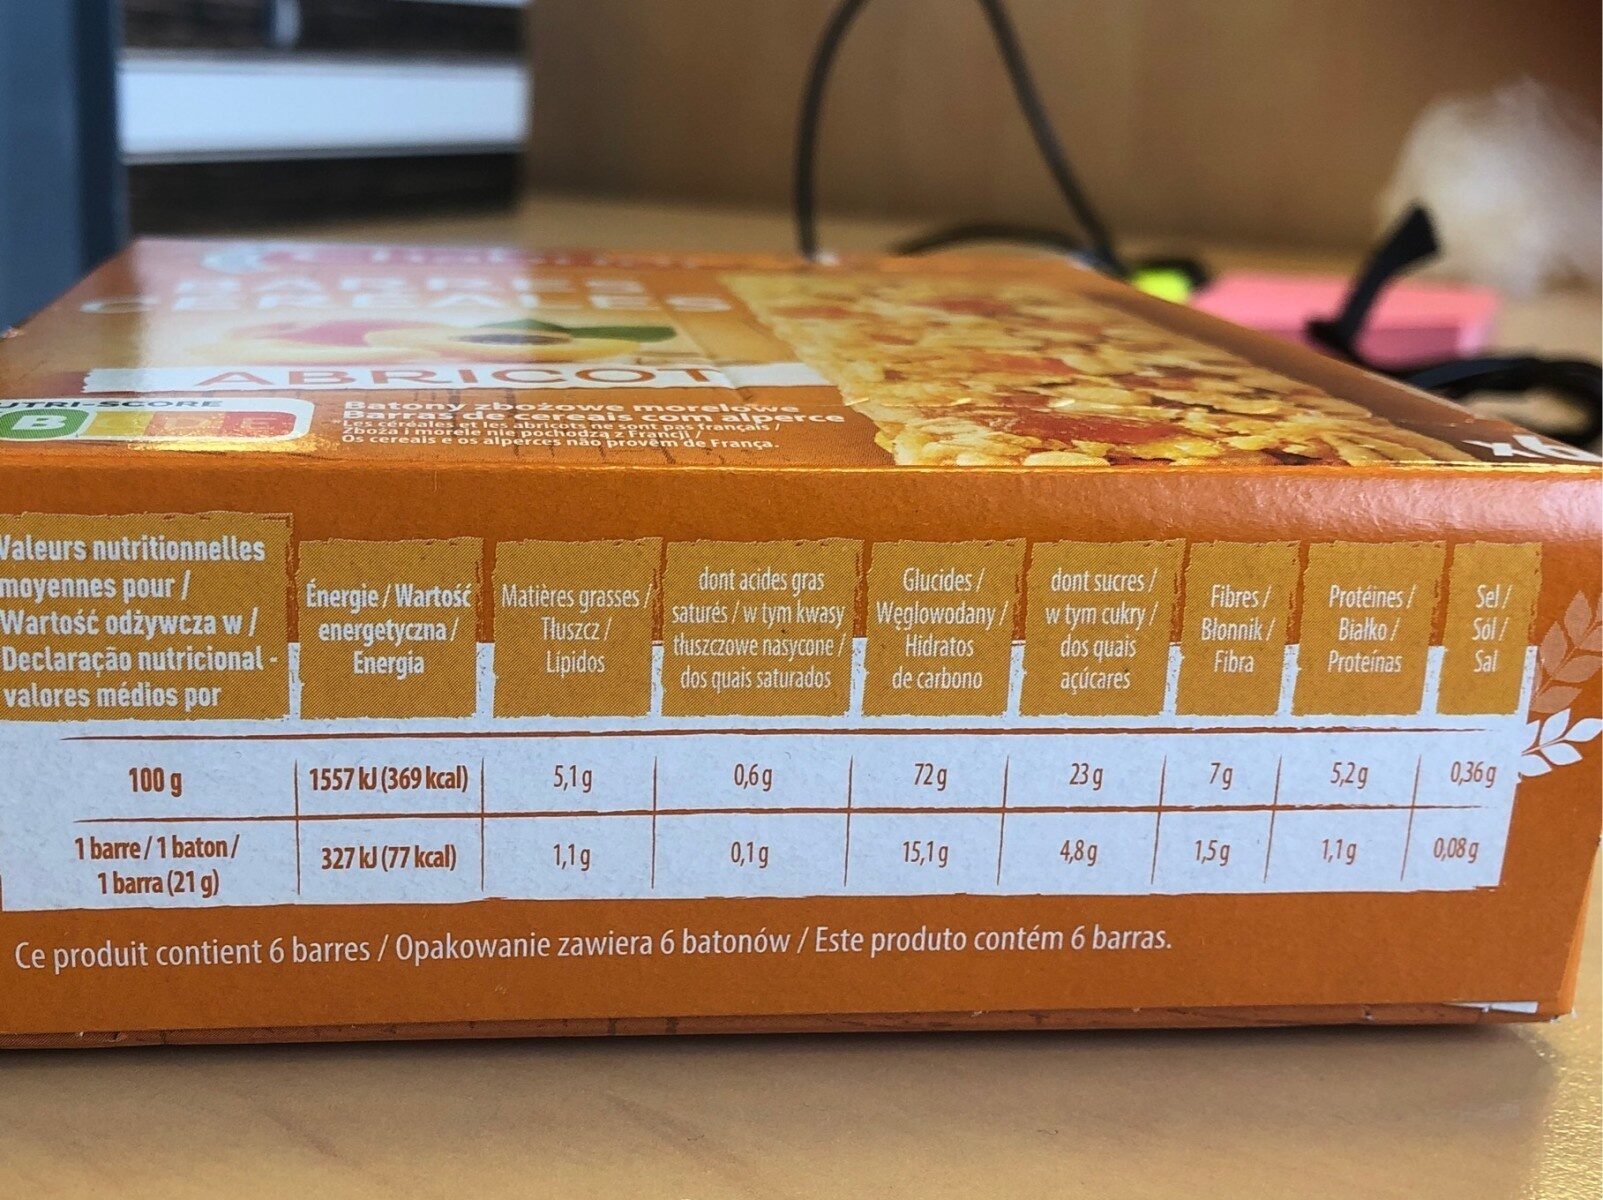 BARRES
CÉRÉALES
ABRICOT
NUTRI-SCORE
B
Batony zbożowe morelowe
Barras de cereais com alperce
*Les céréales et les abricots ne sont pas français /
Zboża i morele nie pochodzą z Francji /
Os cereais e os alperces não provêm de França.
x6
Valeurs nutritionnelles
moyennes pour /
Wartość odżywcza w /
Declaração nutricional -
valores médios por
Énergie / Wartość
energetyczna /
Energia
Matières grasses /
Tłuszcz /
Lípidos
dont acides gras
saturés / w tym kwasy
tłuszczowe nasycone /
dos quais saturados
Glucides /
Węglowodany /
Hidratos
de carbono
dont sucres /
w tym cukry /
dos quais
açúcares
Fibres /
Błonnik /
Fibra
Protéines /
Białko /
Proteínas
Sel /
Sól /
Sal
100 g 1557 kJ (369 kcal) 5,1 g 0,6 g 72 g 23 g 7 g 5,2 g 0,36 g
1 barre / 1 baton /
1 barra (21 g) 327 kJ (77 kcal) 1,1 g 0,1 g 15,1 g 4,8 g 1,5 g 1,1 g 0,08 g
Ce produit contient 6 barres / Opakowanie zawiera 6 batonów / Este produto contém 6 barras.